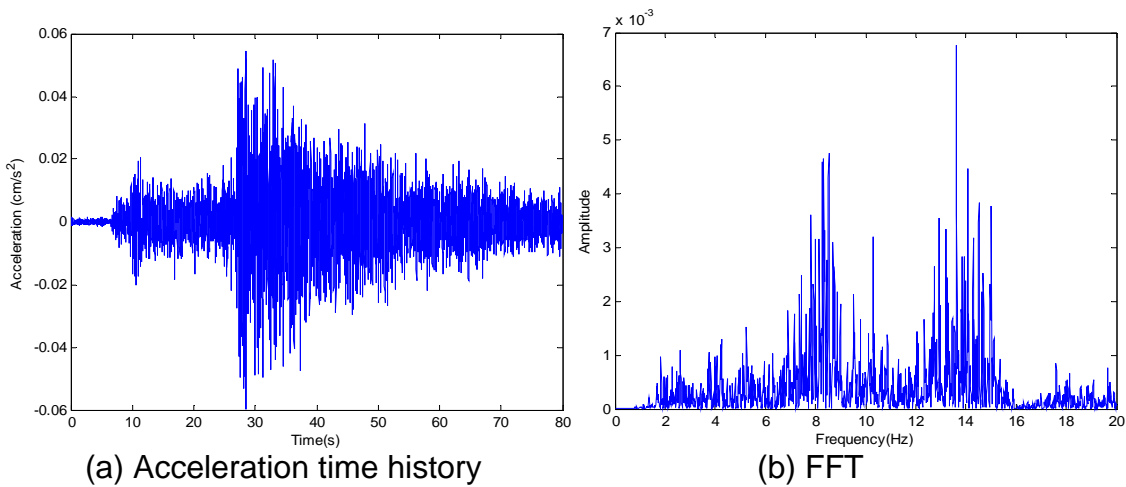 0.06
0.04
0.02
0
-0.02
-0.04
-0.06
Acceleration (cm/s²)
0 10 20 30 40 50 60 70 80
Time(s)
(a) Acceleration time history
7 x 10⁻³
6
5
4
3
2
1
0
Amplitude
0 2 4 6 8 10 12 14 16 18 20
Frequency(Hz)
(b) FFT